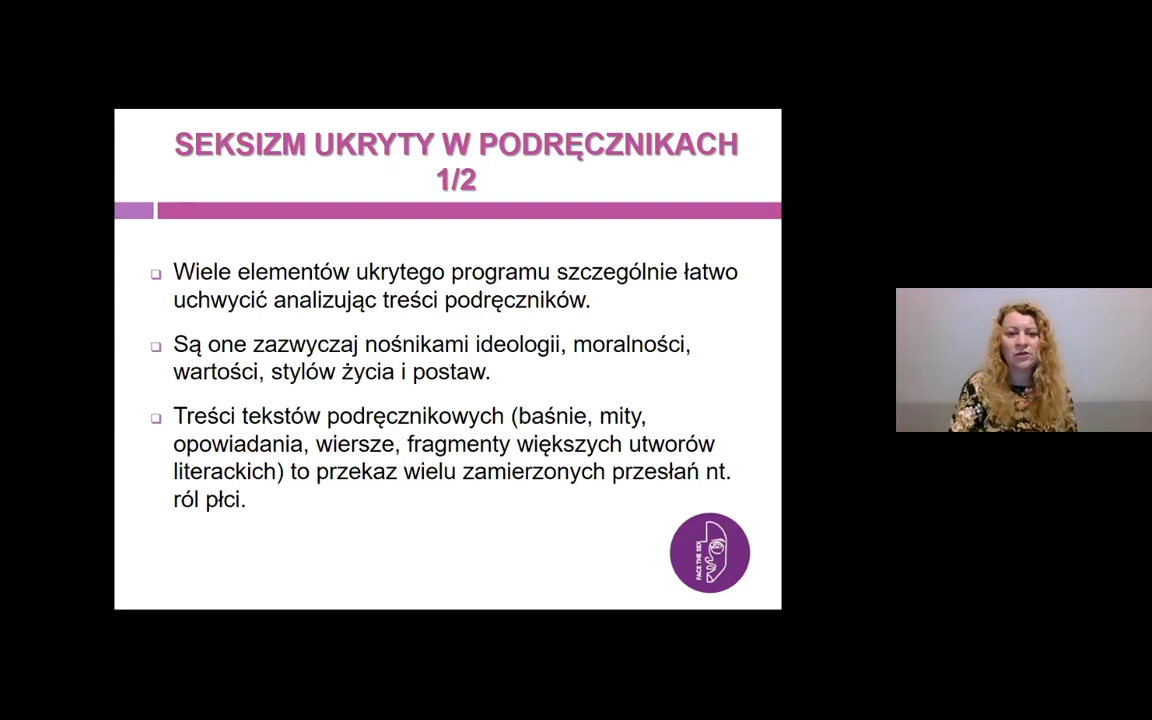 SEKSIZM UKRYTY W PODRĘCZNIKACH
1/2
Wiele elementów ukrytego programu szczególnie łatwo
uchwycić analizując treści podręczników.
Są one zazwyczaj nośnikami ideologii, moralności,
wartości, stylów życia i postaw.
Treści tekstów podręcznikowych (baśnie, mity,
opowiadania, wiersze, fragmenty większych utworów
literackich) to przekaz wielu zamierzonych przesłań nt.
ról płci.
FACE THE SEX